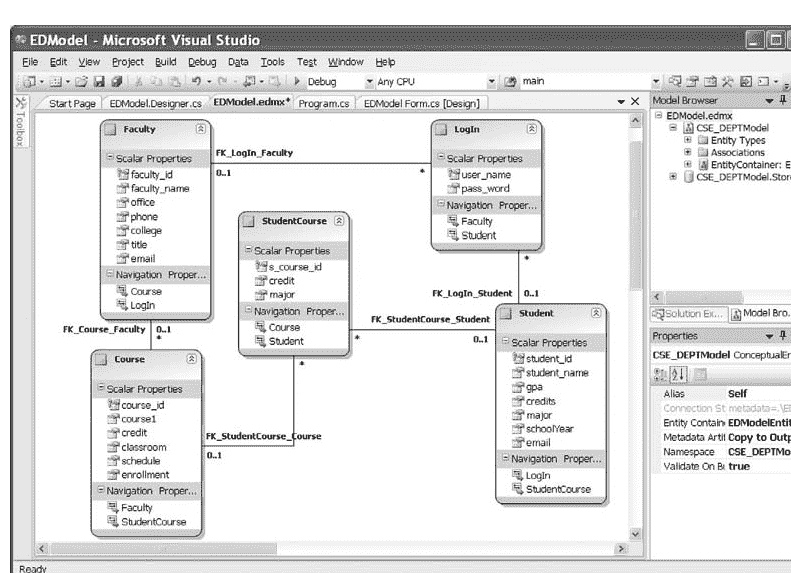 EDModel - Microsoft Visual Studio
File Edit View Project Build Debug Data Tools Test Window Help
Debug Any CPU main
Toolbox
Start Page EDModel.Designer.cs EDModel.edmx* Program.cs EDModel Form.cs [Design]
Faculty
Scalar Properties
faculty_id
faculty_name
office
phone
college
title
email
Navigation Proper...
Course
LogIn
FK_LogIn_Faculty
0..1
*
LogIn
Scalar Properties
user_name
pass_word
Navigation Proper...
Faculty
Student
*
FK_LogIn_Student 0..1
StudentCourse
Scalar Properties
s_course_id
credit
major
Navigation Proper...
Course
Student
FK_StudentCourse_Student
*
0..1
*
FK_Course_Faculty 0..1
*
Course
Scalar Properties
course_id
course1
credit
classroom
schedule
enrollment
Navigation Proper...
Faculty
StudentCourse
FK_StudentCourse_Course
0..1
Student
Scalar Properties
student_id
student_name
gpa
credits
major
schoolYear
email
Navigation Proper...
LogIn
StudentCourse
Model Browser
EDModel.edmx
CSE_DEPTModel
Entity Types
Associations
EntityContainer: E
CSE_DEPTModel.Store
Solution Ex... Model Bro...
Properties
CSE_DEPTModel ConceptualEr
Alias Self
Connection St metadata=.\E
Entity Contain EDModelEntit
Metadata Artif Copy to Outp
Namespace CSE_DEPTMo
Validate On Bu true
Ready